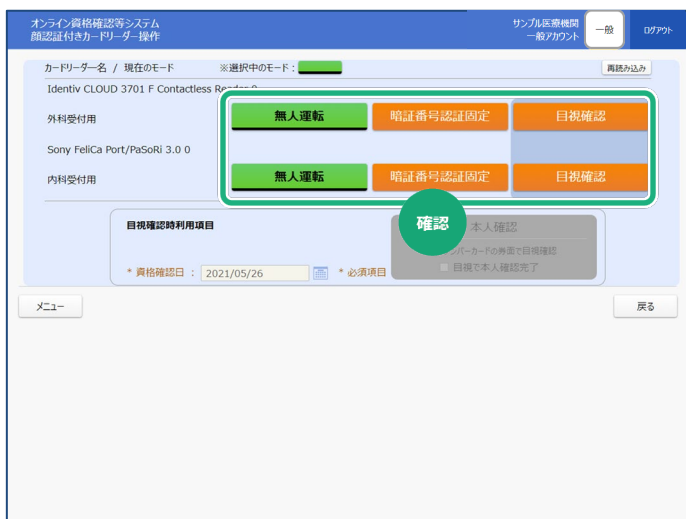 オンライン資格確認等システム
顔認証付きカードリーダー操作
サンプル医療機関
一般アカウント
一般
ログアウト
カードリーダー名 / 現在のモード ※選択中のモード：
再読み込み
Identiv CLOUD 3701 F Contactless Reader 0
外科受付用 無人運転 暗証番号認証固定 目視確認
Sony FeliCa Port/PaSoRi 3.0 0
内科受付用 無人運転 暗証番号認証固定 目視確認
確認
目視確認時利用項目
* 資格確認日 : 2021/05/26 * 必須項目
本人確認
バーカードの券面で目視確認
目視で本人確認完了
メニュー
戻る